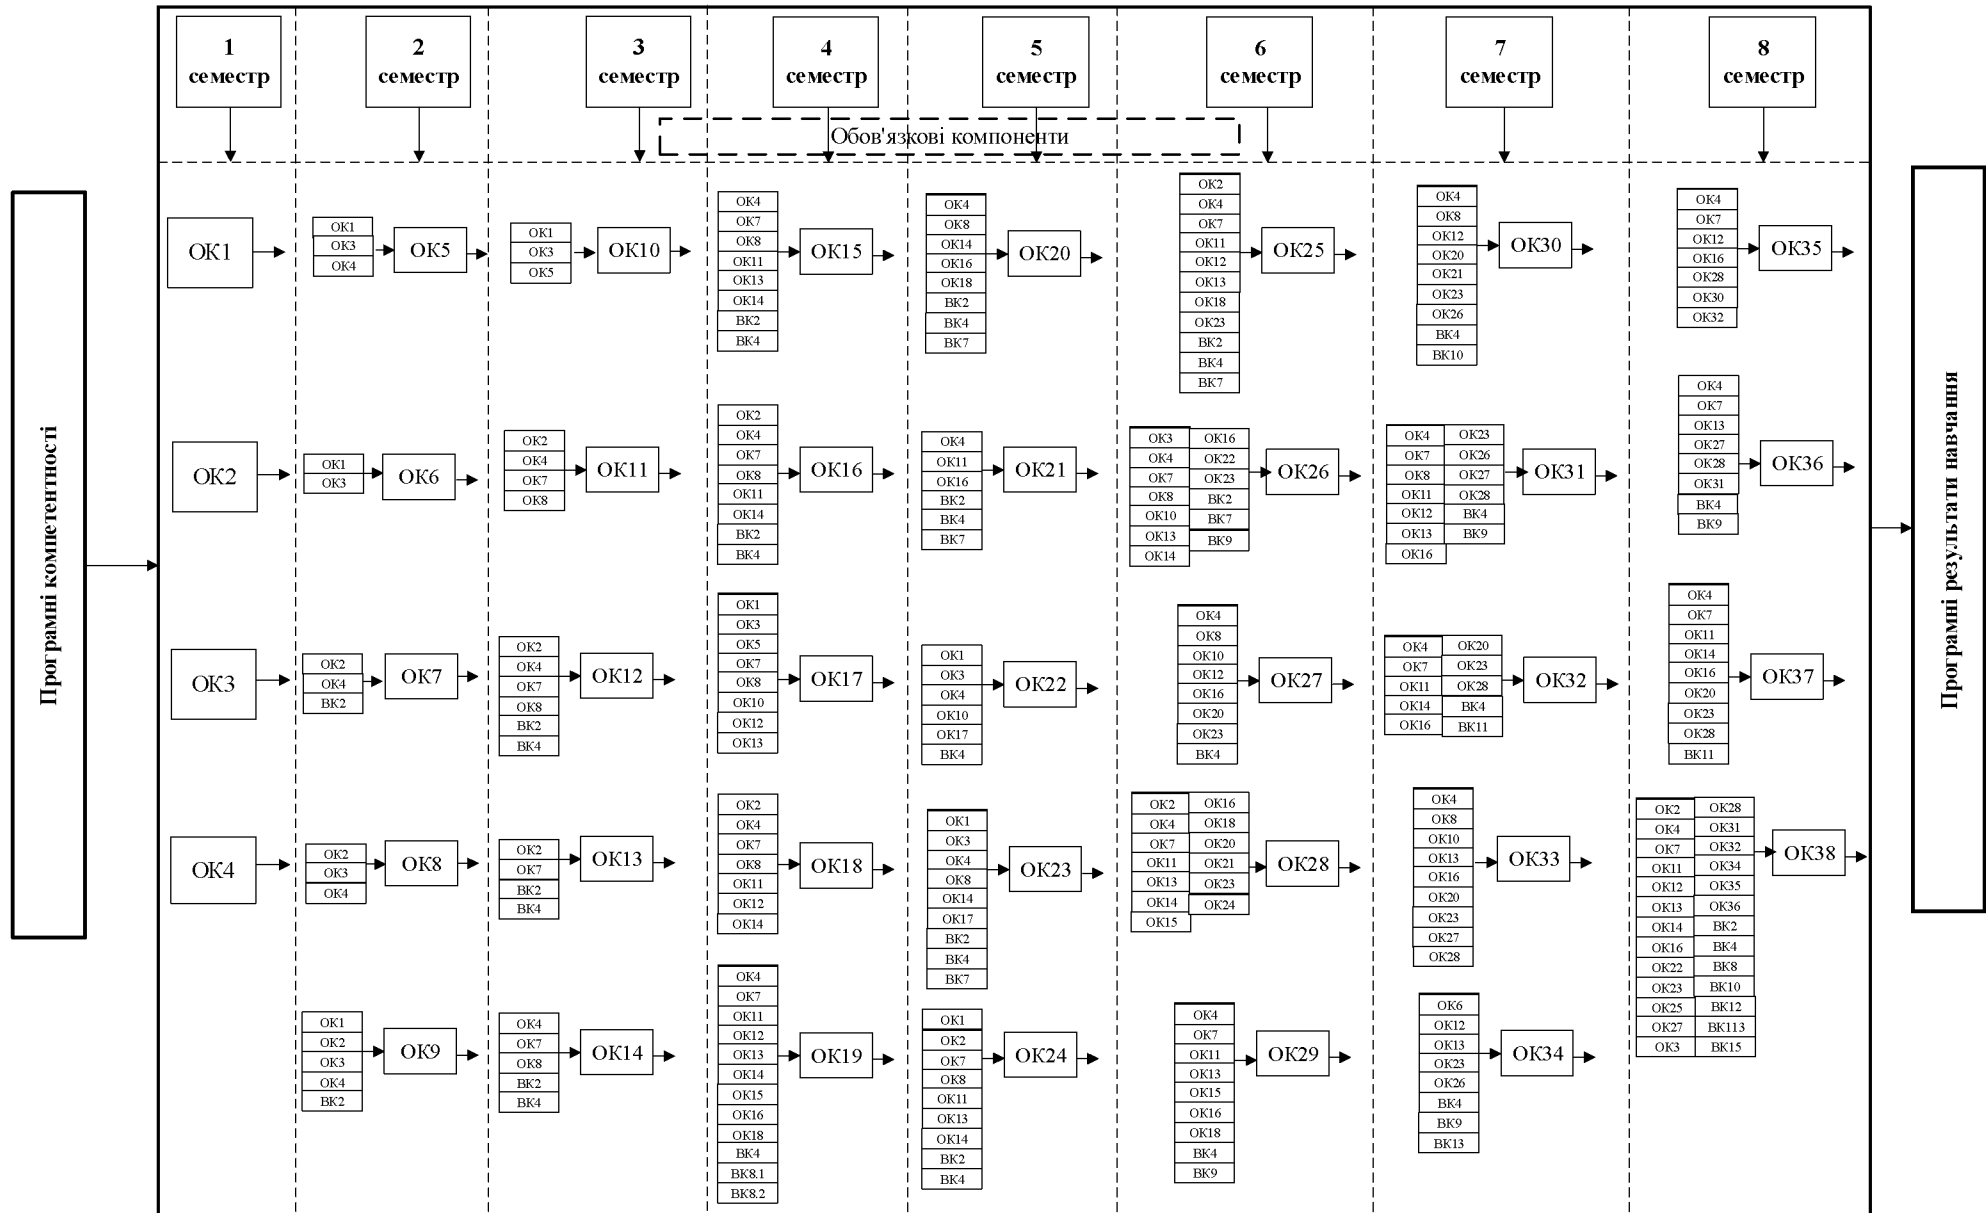 1
семестр
2
семестр
3
семестр
4
семестр
5
семестр
6
семестр
7
семестр
8
семестр
Обов'язкові компоненти
Програмні компетентності
ОК1
ОК2
ОК3
ОК4
ОК1
ОК3
ОК4
ОК5
ОК1
ОК3
ОК6
ОК2
ОК4
ВК2
ОК7
ОК2
ОК3
ОК4
ОК8
ОК1
ОК2
ОК3
ОК4
ВК2
ОК9
ОК1
ОК3
ОК5
ОК10
ОК2
ОК4
ОК7
ОК8
ОК11
ОК2
ОК4
ОК7
ОК8
ВК2
ВК4
ОК12
ОК2
ОК7
ВК2
ВК4
ОК13
ОК4
ОК7
ОК8
ВК2
ВК4
ОК14
ОК4
ОК7
ОК8
ОК11
ОК13
ОК14
ВК2
ВК4
ОК15
ОК2
ОК4
ОК7
ОК8
ОК11
ОК14
ВК2
ВК4
ОК16
ОК1
ОК3
ОК5
ОК7
ОК8
ОК10
ОК12
ОК13
ОК17
ОК2
ОК4
ОК7
ОК8
ОК11
ОК12
ОК14
ОК18
ОК4
ОК7
ОК11
ОК12
ОК13
ОК14
ОК15
ОК16
ОК18
ВК4
ВК8.1
ВК8.2
ОК19
ОК4
ОК8
ОК14
ОК16
ОК18
ВК2
ВК4
ВК7
ОК20
ОК4
ОК11
ОК16
ВК2
ВК4
ВК7
ОК21
ОК1
ОК3
ОК4
ОК10
ОК17
ВК4
ОК22
ОК1
ОК3
ОК4
ОК8
ОК14
ОК17
ВК2
ВК4
ВК7
ОК23
ОК1
ОК2
ОК7
ОК8
ОК11
ОК13
ОК14
ВК2
ВК4
ОК24
ОК2
ОК4
ОК7
ОК11
ОК12
ОК13
ОК18
ОК23
ВК2
ВК4
ВК7
ОК25
ОК3
ОК4
ОК7
ОК8
ОК10
ОК13
ОК14
ОК16
ОК22
ОК23
ВК2
ВК7
ВК9
ОК26
ОК4
ОК8
ОК10
ОК12
ОК16
ОК20
ОК23
ВК4
ОК27
ОК2
ОК4
ОК7
ОК11
ОК13
ОК14
ОК15
ОК16
ОК18
ОК20
ОК21
ОК23
ОК24
ОК28
ОК4
ОК7
ОК11
ОК13
ОК15
ОК16
ОК18
ВК4
ВК9
ОК29
ОК4
ОК8
ОК12
ОК20
ОК21
ОК23
ОК26
ВК4
ВК10
ОК30
ОК4
ОК7
ОК8
ОК11
ОК12
ОК13
ОК16
ОК23
ОК26
ОК27
ОК28
ВК4
ВК9
ОК31
ОК4
ОК7
ОК11
ОК14
ОК16
ОК20
ОК23
ОК28
ВК4
ВК11
ОК32
ОК4
ОК8
ОК10
ОК13
ОК16
ОК20
ОК23
ОК27
ОК28
ОК33
ОК6
ОК12
ОК13
ОК23
ОК26
ВК4
ВК9
ВК13
ОК34
ОК4
ОК7
ОК12
ОК16
ОК28
ОК30
ОК32
ОК35
ОК4
ОК7
ОК13
ОК27
ОК28
ОК31
ВК4
ВК9
ОК36
ОК4
ОК7
ОК11
ОК14
ОК16
ОК20
ОК23
ОК28
ВК11
ОК37
ОК2
ОК4
ОК7
ОК11
ОК12
ОК13
ОК14
ОК16
ОК22
ОК23
ОК25
ОК27
ОК3
ОК28
ОК31
ОК32
ОК34
ОК35
ОК36
ВК2
ВК4
ВК8
ВК10
ВК12
ВК113
ВК15
ОК38
Програмні результати навчання